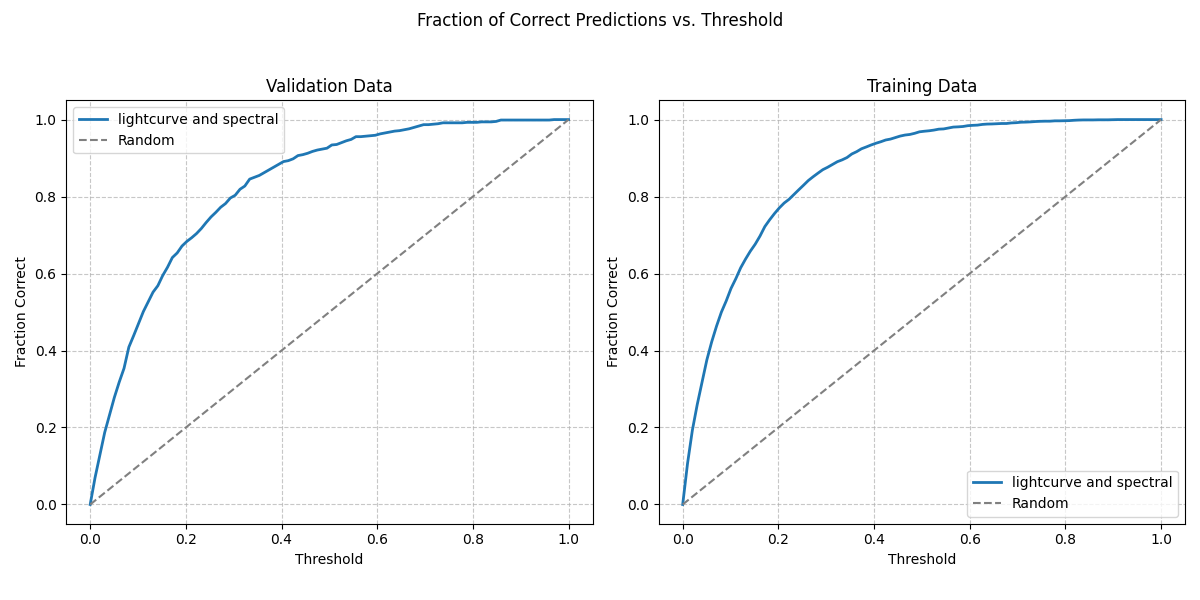 Fraction of Correct Predictions vs. Threshold
Validation Data
lightcurve and spectral
Random
Fraction Correct
1.0
0.8
0.6
0.4
0.2
0.0
0.0 0.2 0.4 0.6 0.8 1.0
Threshold
Training Data
Fraction Correct
1.0
0.8
0.6
0.4
0.2
0.0
lightcurve and spectral
Random
0.0 0.2 0.4 0.6 0.8 1.0
Threshold